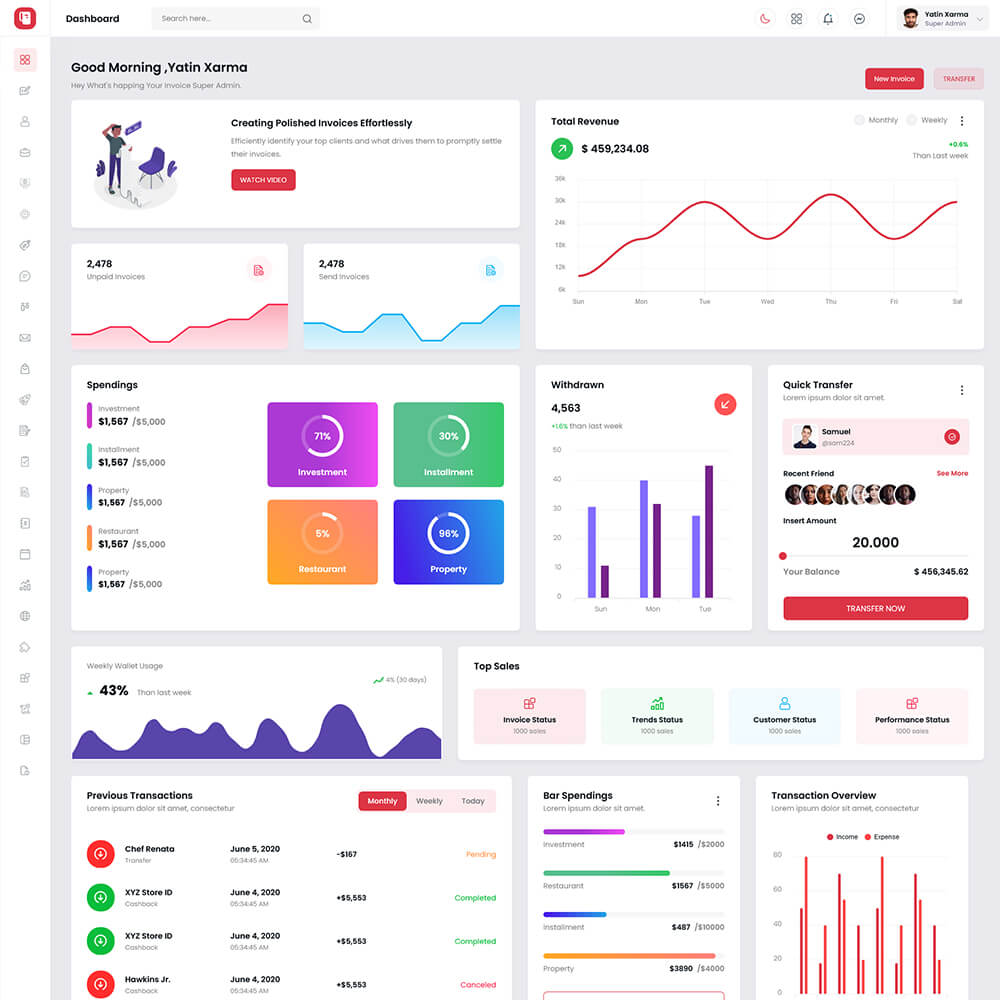 Dashboard
Search here...
Yatin Xarma
Super Admin
Good Morning ,Yatin Xarma
Hey What's happing Your Invoice Super Admin.
New Invoice
TRANSFER
Creating Polished Invoices Effortlessly
Efficiently identify your top clients and what drives them to promptly settle
their invoices.
WATCH VIDEO
Total Revenue
Monthly
Weekly
$ 459,234.08
+0.6%
Than Last week
36k
30k
24k
18k
12k
6k
Sun
Mon
Tue
Wed
Thu
Fri
Sat
2,478
Unpaid Invoices
2,478
Send Invoices
Spendings
Investment
$1,567 /$5,000
Installment
$1,567 /$5,000
Property
$1,567 /$5,000
Restaurant
$1,567 /$5,000
Property
$1,567 /$5,000
71%
Investment
30%
Installment
5%
Restaurant
96%
Property
Withdrawn
4,563
+1.6% than last week
50
40
30
20
10
0
Sun
Mon
Tue
Quick Transfer
Lorem ipsum dolor sit amet.
Samuel
@sam224
Recent Friend
See More
Insert Amount
20.000
Your Balance
$ 456,345.62
TRANSFER NOW
Weekly Wallet Usage
43% Than last week
4% (30 days)
Top Sales
Invoice Status
1000 sales
Trends Status
1000 sales
Customer Status
1000 sales
Performance Status
1000 sales
Previous Transactions
Lorem ipsum dolor sit amet, consectetur
Monthly
Weekly
Today
Chef Renata
Transfer
June 5, 2020
05:34:45 AM
-$167
Pending
XYZ Store ID
Cashback
June 4, 2020
05:34:45 AM
+$5,553
Completed
XYZ Store ID
Cashback
June 4, 2020
05:34:45 AM
+$5,553
Completed
Hawkins Jr.
Cashback
June 4, 2020
05:34:45 AM
+$5,553
Canceled
Bar Spendings
Lorem ipsum dolor sit amet.
Investment
$1415 /$2000
Restaurant
$1567 /$5000
Installment
$487 /$10000
Property
$3890 /$4000
Transaction Overview
Lorem ipsum dolor sit amet, consectetur
Income
Expense
80
60
40
20
0